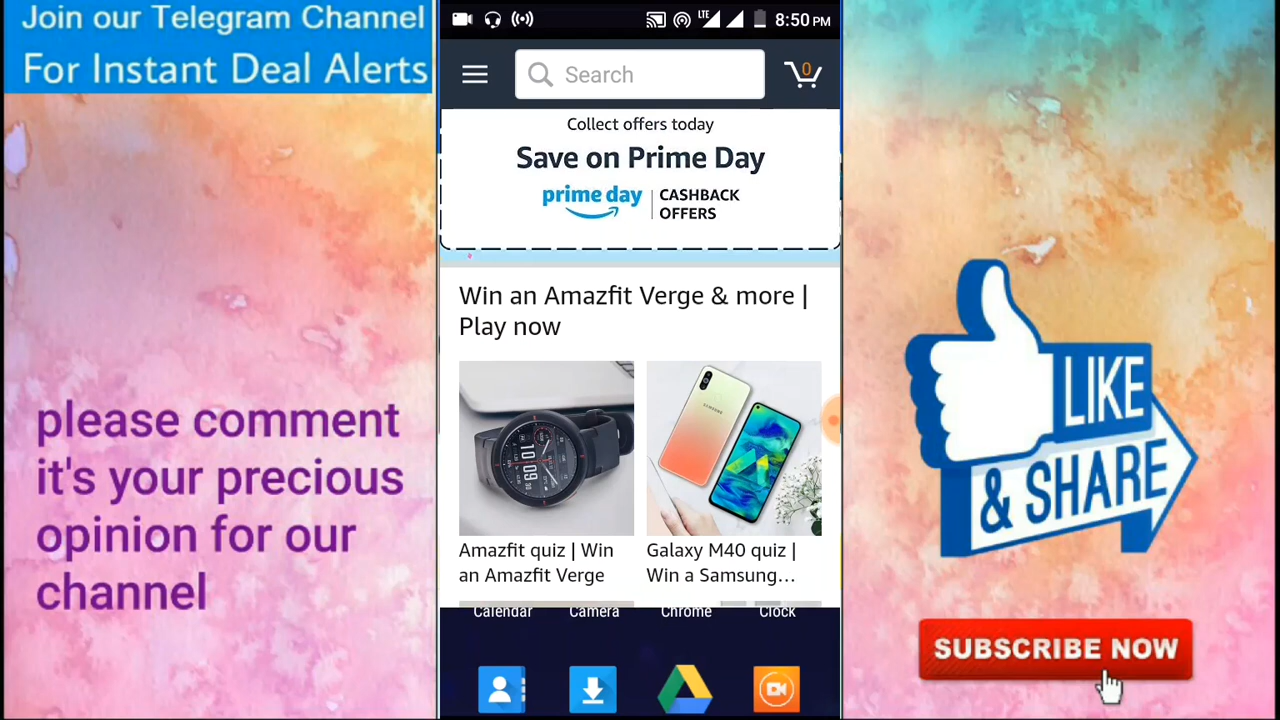 Join our Telegram Channel
For Instant Deal Alerts
please comment
it's your precious
opinion for our
channel
LTE
8:50 PM
Search
0
Collect offers today
Save on Prime Day
prime day
CASHBACK
OFFERS
Win an Amazfit Verge & more |
Play now
SAMSUNG
Amazfit quiz | Win
an Amazfit Verge
Galaxy M40 quiz |
Win a Samsung...
Calendar
Camera
Chrome
Clock
LIKE
& SHARE
SUBSCRIBE NOW